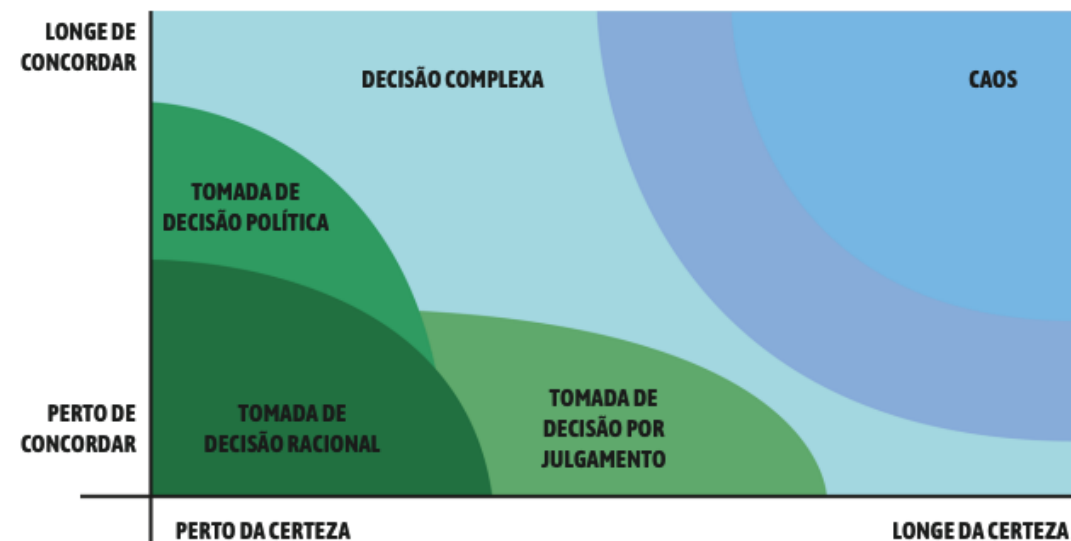 LONGE DE
CONCORDAR
DECISÃO COMPLEXA
CAOS
TOMADA DE
DECISÃO POLÍTICA
PERTO DE
CONCORDAR
TOMADA DE
DECISÃO RACIONAL
TOMADA DE
DECISÃO POR
JULGAMENTO
PERTO DA CERTEZA
LONGE DA CERTEZA